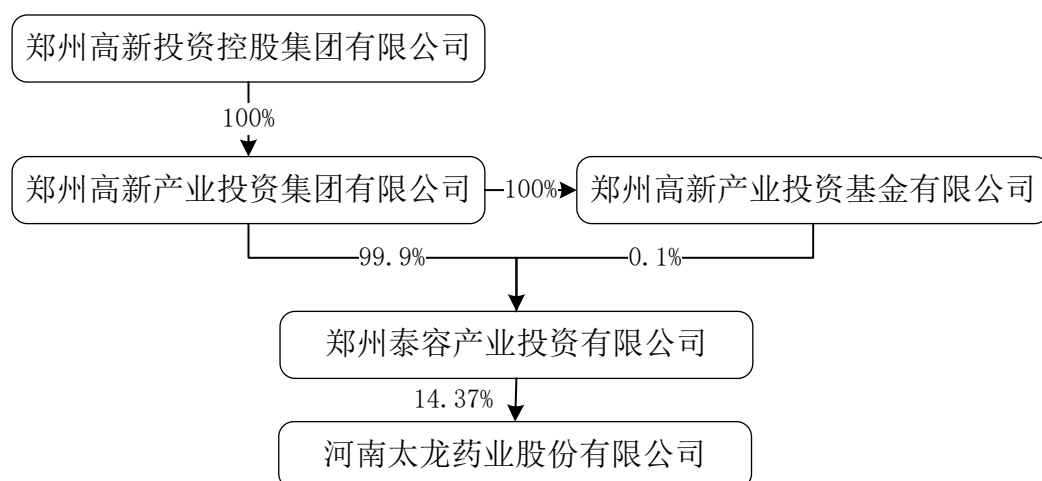 郑州高新投资控股集团有限公司
100%
郑州高新产业投资集团有限公司
100%
郑州高新产业投资基金有限公司
99.9%
0.1%
郑州泰容产业投资有限公司
14.37%
河南太龙药业股份有限公司